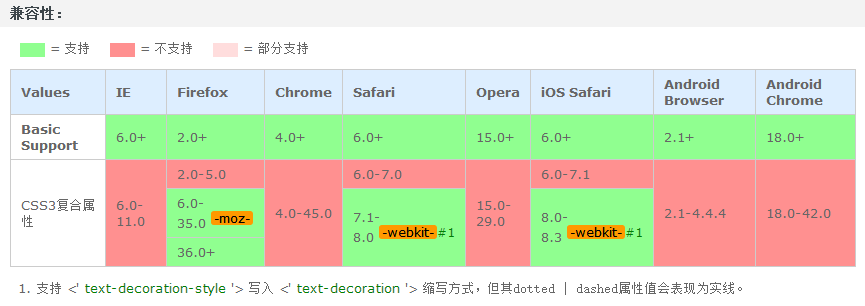 兼容性：
= 支持 = 不支持 = 部分支持
Values IE Firefox Chrome Safari Opera iOS Safari Android Browser Android Chrome
Basic Support 6.0+ 2.0+ 4.0+ 6.0+ 15.0+ 6.0+ 2.1+ 18.0+
CSS3复合属性 6.0-11.0 2.0-5.0 4.0-45.0 6.0-7.0 15.0-29.0 6.0-7.1 2.1-4.4.4 18.0-42.0
6.0-35.0 -moz- 7.1-8.0 -webkit- #1 8.0-8.3 -webkit- #1
36.0+
1. 支持 <' text-decoration-style '> 写入 <' text-decoration '> 缩写方式，但其dotted | dashed属性值会表现为实线。